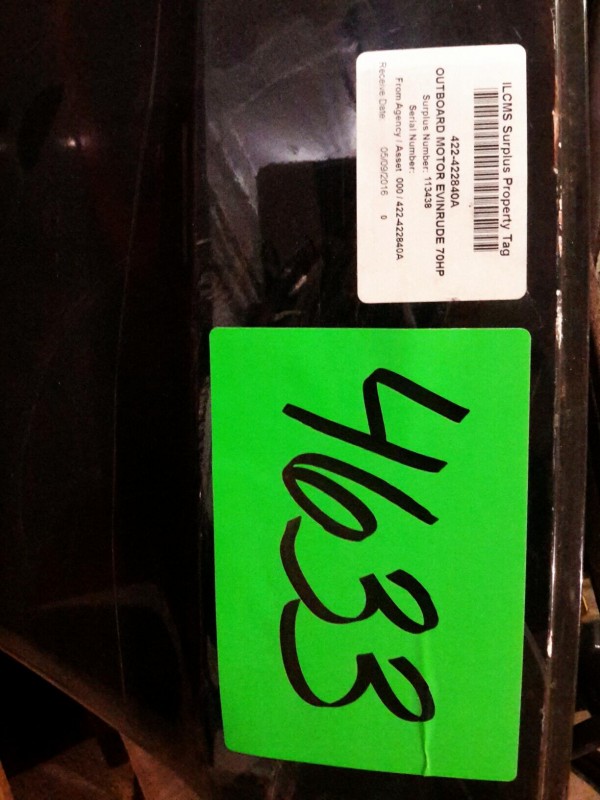 ILCMS Surplus Property Tag
422-422840A
OUTBOARD MOTOR EVINRUDE 70HP
Surplus Number: 113438
Serial Number:
From Agency / Asset 000 / 422-422840A
Receive Date: 05/09/2016 0
4633